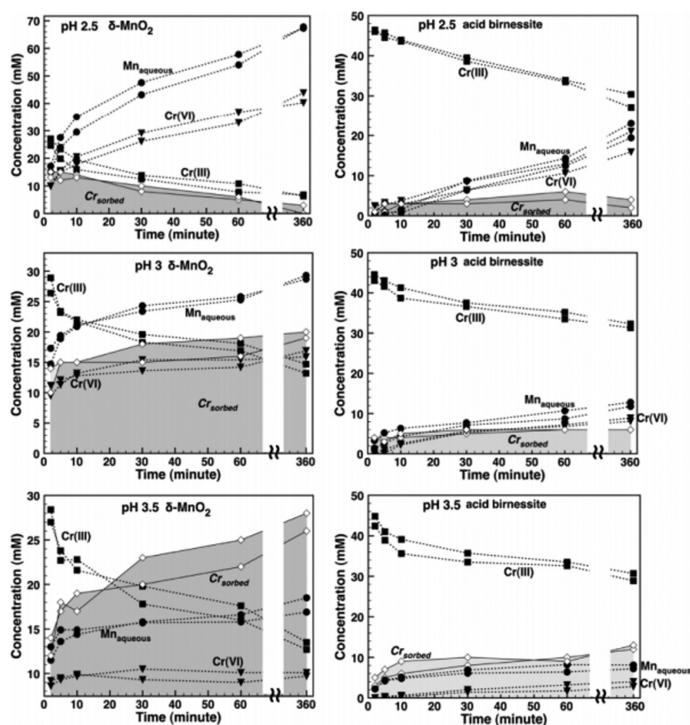 pH 2.5 δ-MnO2
70
60
50
40
30
20
10
0
Concentration (mM)
Mnaqueous
Cr(VI)
Cr(III)
Crsorbed
0 10 20 30 40 50 60 360
Time (minute)
pH 2.5 acid birnessite
50
40
30
20
10
0
Concentration (mM)
Cr(III)
Mnaqueous
Cr(VI)
Crsorbed
0 10 20 30 40 50 60 360
Time (minute)
pH 3 δ-MnO2
30
25
20
15
10
5
0
Concentration (mM)
Cr(III)
Mnaqueous
Cr(VI)
Crsorbed
0 10 20 30 40 50 60 360
Time (minute)
pH 3 acid birnessite
50
40
30
20
10
0
Concentration (mM)
Cr(III)
Mnaqueous
Cr(VI)
Crsorbed
0 10 20 30 40 50 60 360
Time (minute)
pH 3.5 δ-MnO2
30
25
20
15
10
Concentration (mM)
Cr(III)
Crsorbed
Mnaqueous
Cr(VI)
0 10 20 30 40 50 60 360
Time (minute)
pH 3.5 acid birnessite
50
40
30
20
10
0
Concentration (mM)
Cr(III)
Crsorbed
Mnaqueous
Cr(VI)
0 10 20 30 40 50 60 360
Time (minute)